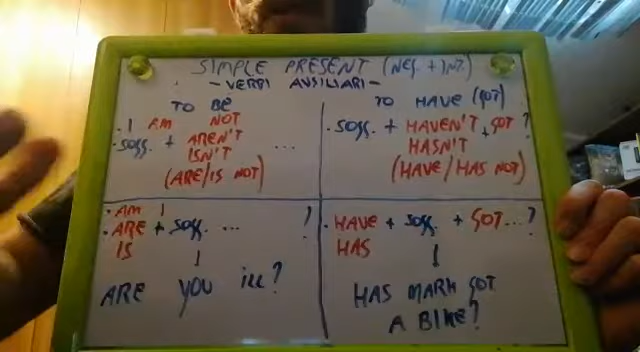 SIMPLE PRESENT (NEG. + INT.)
- VERBI AUSILIARI -
TO BE
. I AM NOT
. SOGG. + AREN'T
ISN'T
...
(ARE/IS NOT)
TO HAVE (GOT)
. SOGG. + HAVEN'T + GOT ?
HASN'T
(HAVE/HAS NOT)
. AM I
. ARE + SOGG. ... ?
IS
ARE YOU ILL?
. HAVE + SOGG. + GOT...?
HAS
HAS MARK GOT
A BIKE?